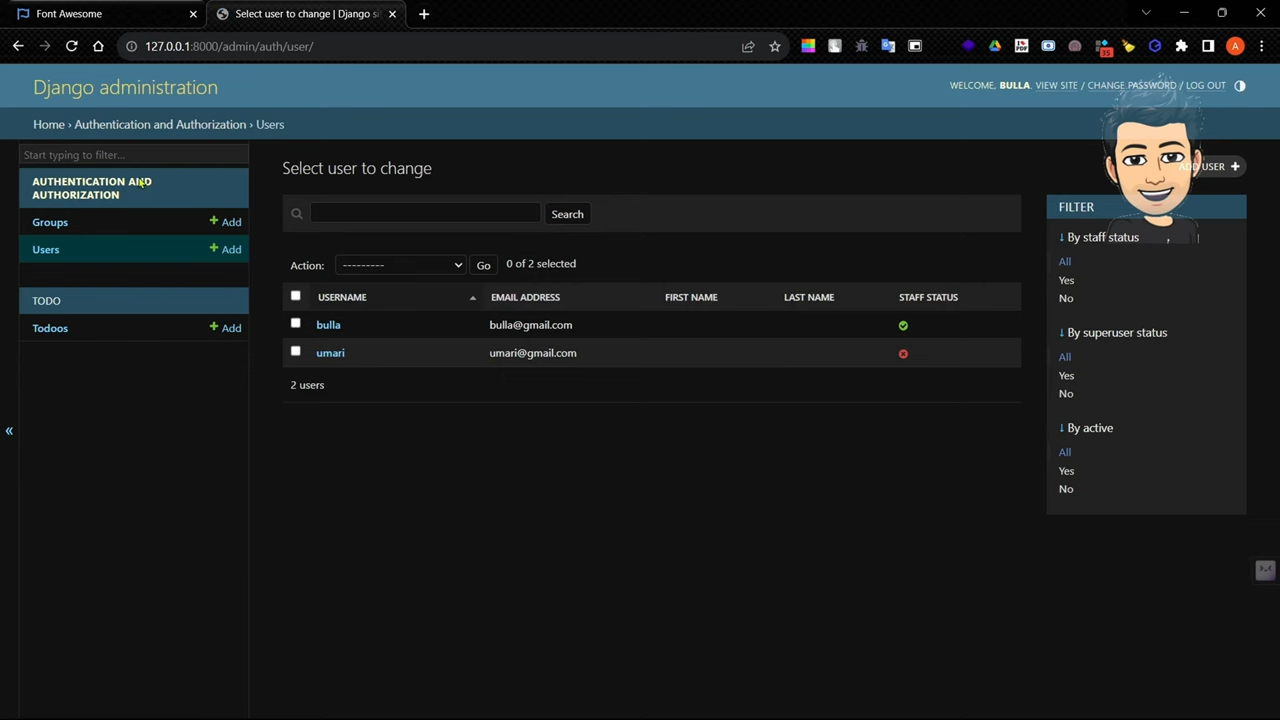 Font Awesome
Select user to change | Django si
127.0.0.1:8000/admin/auth/user/
35
A
Django administration
WELCOME, BULLA. VIEW SITE / CHANGE PASSWORD / LOG OUT
Home › Authentication and Authorization › Users
Start typing to filter...
AUTHENTICATION AND
AUTHORIZATION
Groups
+ Add
Users
+ Add
TODO
Todoos
+ Add
«
Select user to change
ADD USER +
Search
Action:
---------
Go
0 of 2 selected
USERNAME EMAIL ADDRESS FIRST NAME LAST NAME STAFF STATUS
bulla bulla@gmail.com
umari umari@gmail.com
2 users
FILTER
↓ By staff status
All
Yes
No
↓ By superuser status
All
Yes
No
↓ By active
All
Yes
No